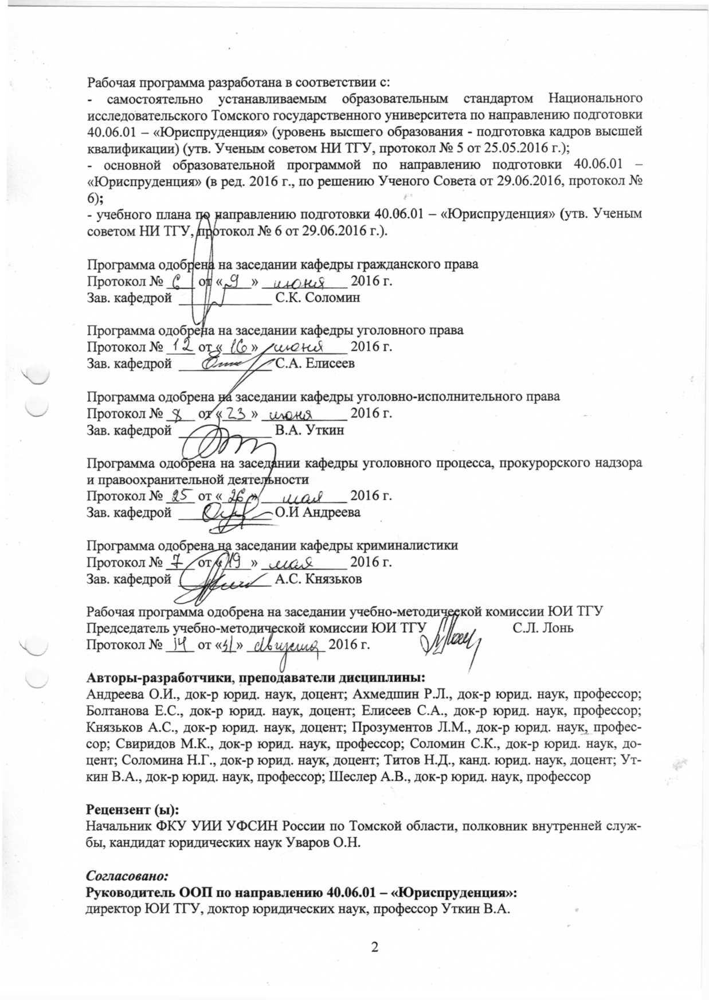 Рабочая программа разработана в соответствии с:
- самостоятельно устанавливаемым образовательным стандартом Национального
исследовательского Томского государственного университета по направлению подготовки
40.06.01 – «Юриспруденция» (уровень высшего образования - подготовка кадров высшей
квалификации) (утв. Ученым советом НИ ТГУ, протокол № 5 от 25.05.2016 г.);
- основной образовательной программой по направлению подготовки 40.06.01 –
«Юриспруденция» (в ред. 2016 г., по решению Ученого Совета от 29.06.2016, протокол №
6);
- учебного плана по направлению подготовки 40.06.01 – «Юриспруденция» (утв. Ученым
советом НИ ТГУ, протокол № 6 от 29.06.2016 г.).
Программа одобрена на заседании кафедры гражданского права
Протокол № 6 от «9» июня 2016 г.
Зав. кафедрой С.К. Соломин
Программа одобрена на заседании кафедры уголовного права
Протокол № 12 от «16» июня 2016 г.
Зав. кафедрой С.А. Елисеев
Программа одобрена на заседании кафедры уголовно-исполнительного права
Протокол № 8 от «23» июня 2016 г.
Зав. кафедрой В.А. Уткин
Программа одобрена на заседании кафедры уголовного процесса, прокурорского надзора
и правоохранительной деятельности
Протокол № 25 от «26» мая 2016 г.
Зав. кафедрой О.И Андреева
Программа одобрена на заседании кафедры криминалистики
Протокол № 7 от «19» мая 2016 г.
Зав. кафедрой А.С. Князьков
Рабочая программа одобрена на заседании учебно-методической комиссии ЮИ ТГУ
Председатель учебно-методической комиссии ЮИ ТГУ С.Л. Лонь
Протокол № 14 от «31» августа 2016 г.
Авторы-разработчики, преподаватели дисциплины:
Андреева О.И., док-р юрид. наук, доцент; Ахмедшин Р.Л., док-р юрид. наук, профессор;
Болтанова Е.С., док-р юрид. наук, доцент; Елисеев С.А., док-р юрид. наук, профессор;
Князьков А.С., док-р юрид. наук, доцент; Прозументов Л.М., док-р юрид. наук, профес-
сор; Свиридов М.К., док-р юрид. наук, профессор; Соломин С.К., док-р юрид. наук, до-
цент; Соломина Н.Г., док-р юрид. наук, доцент; Титов Н.Д., канд. юрид. наук, доцент; Ут-
кин В.А., док-р юрид. наук, профессор; Шеслер А.В., док-р юрид. наук, профессор
Рецензент (ы):
Начальник ФКУ УИИ УФСИН России по Томской области, полковник внутренней служ-
бы, кандидат юридических наук Уваров О.Н.
Согласовано:
Руководитель ООП по направлению 40.06.01 – «Юриспруденция»:
директор ЮИ ТГУ, доктор юридических наук, профессор Уткин В.А.
2